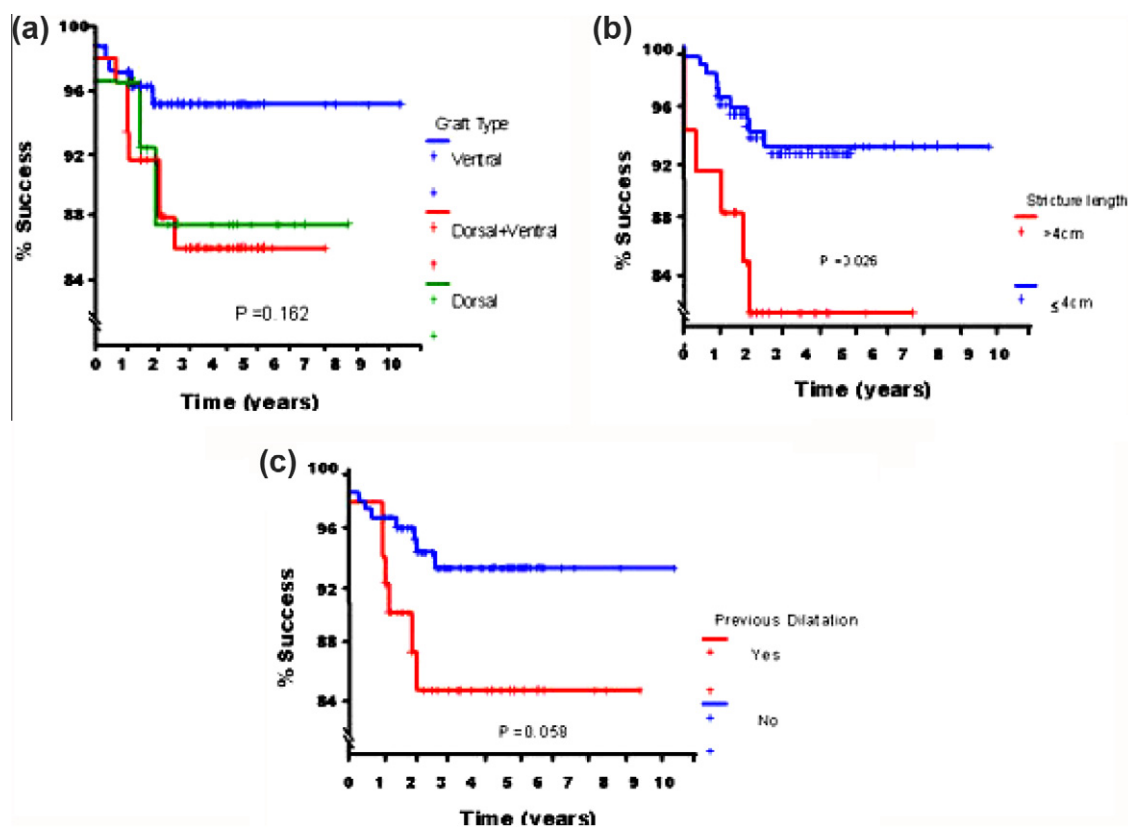 (a)
100
96
92
88
84
% Success
0 1 2 3 4 5 6 7 8 9 10
Time (years)
P =0.162
Graft Type
Ventral
Dorsal+Ventral
Dorsal
(b)
100
96
92
88
84
% Success
0 1 2 3 4 5 6 7 8 9 10
Time (years)
P =0.026
Stricture length
>4cm
≤4cm
(c)
100
96
92
88
84
% Success
0 1 2 3 4 5 6 7 8 9 10
Time (years)
P =0.058
Previous Dilatation
Yes
No